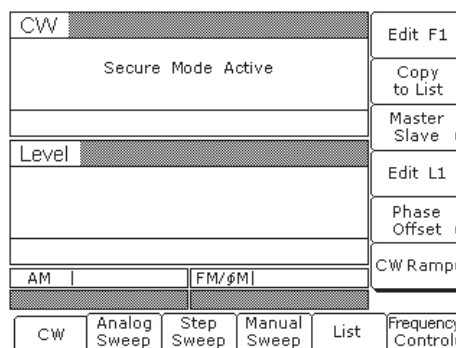 CW
Secure Mode Active
Level
AM
FM/ϕM
Edit F1
Copy
to List
Master
Slave
Edit L1
Phase
Offset
CW Ramp
CW
Analog
Sweep
Step
Sweep
Manual
Sweep
List
Frequency
Control